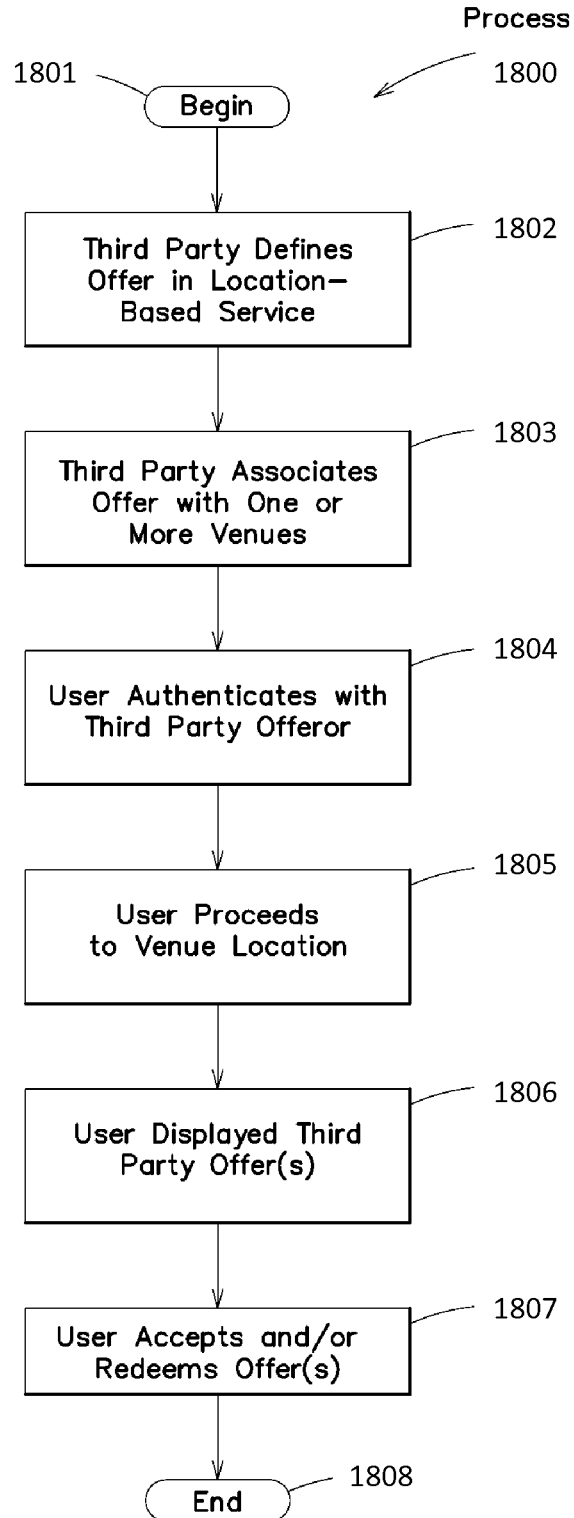 Process
1800
1801
Begin
1802
Third Party Defines
Offer in Location-
Based Service
1803
Third Party Associates
Offer with One or
More Venues
1804
User Authenticates with
Third Party Offeror
1805
User Proceeds
to Venue Location
1806
User Displayed Third
Party Offer(s)
1807
User Accepts and/or
Redeems Offer(s)
1808
End